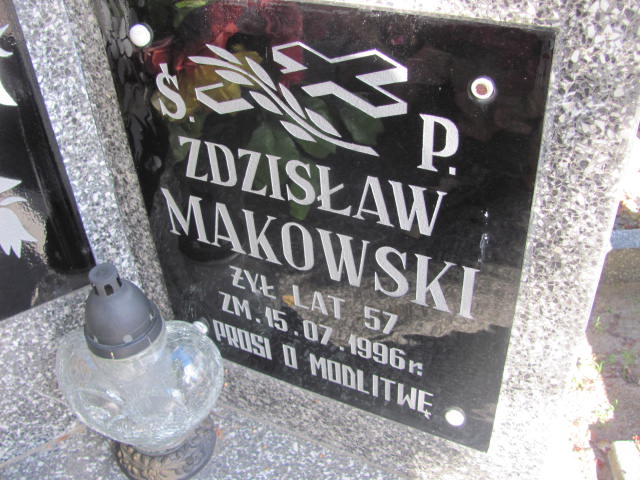 Ś. P.
ZDZISŁAW
MAKOWSKI
ŻYŁ LAT 57
ZM. 15.07.1996r.
PROSI O MODLITWĘ